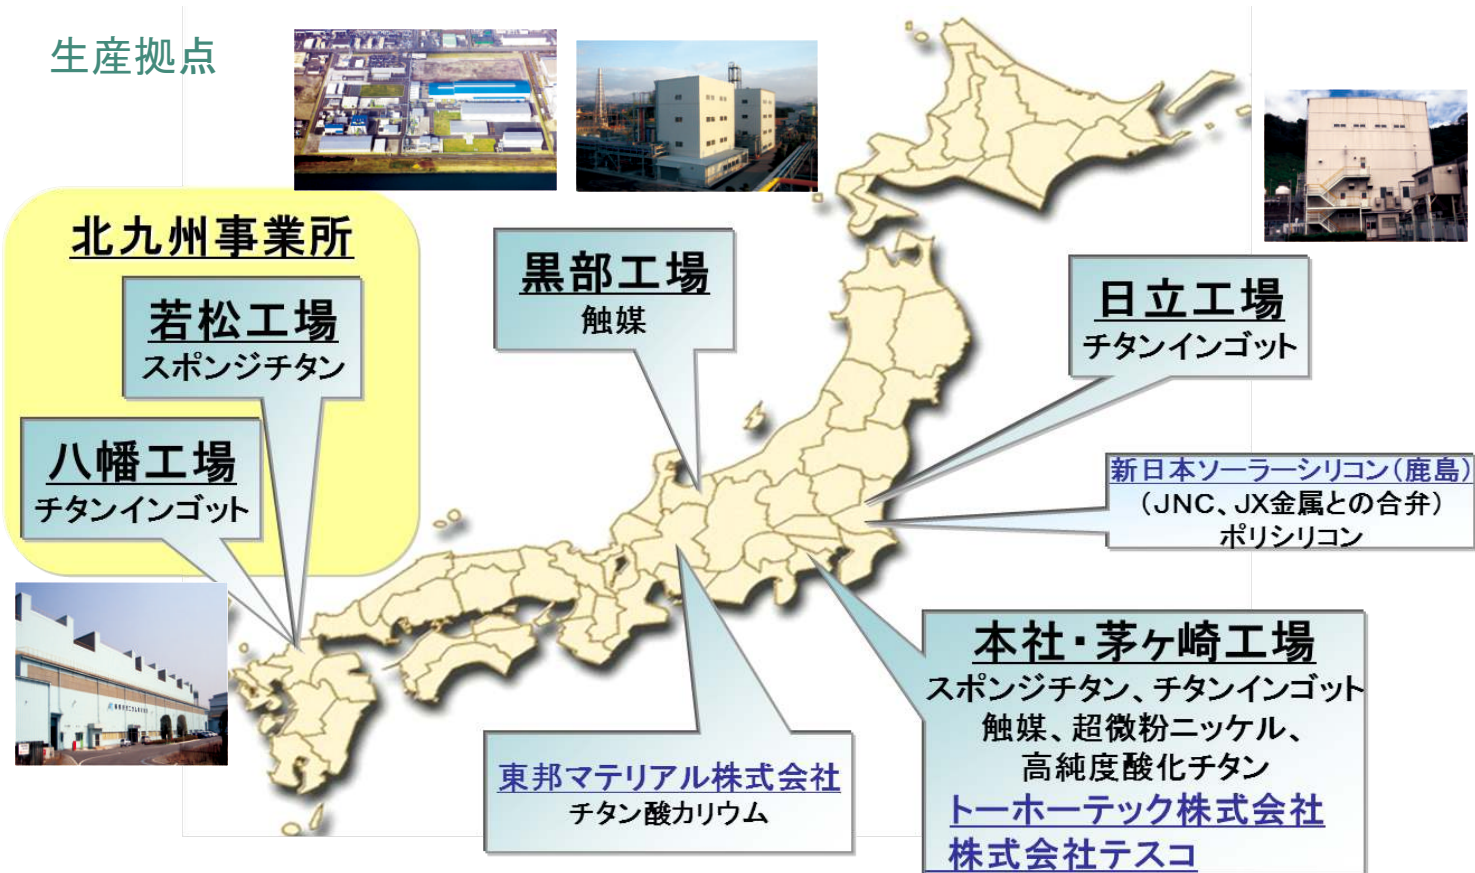 生産拠点
北九州事業所
若松工場
スポンジチタン
八幡工場
チタンインゴット
黒部工場
触媒
日立工場
チタンインゴット
新日本ソーラーシリコン(鹿島)
(JNC、JX金属との合弁)
ポリシリコン
東邦マテリアル株式会社
チタン酸カリウム
本社・茅ヶ崎工場
スポンジチタン、チタンインゴット
触媒、超微粉ニッケル、
高純度酸化チタン
トーホーテック株式会社
株式会社テスコ